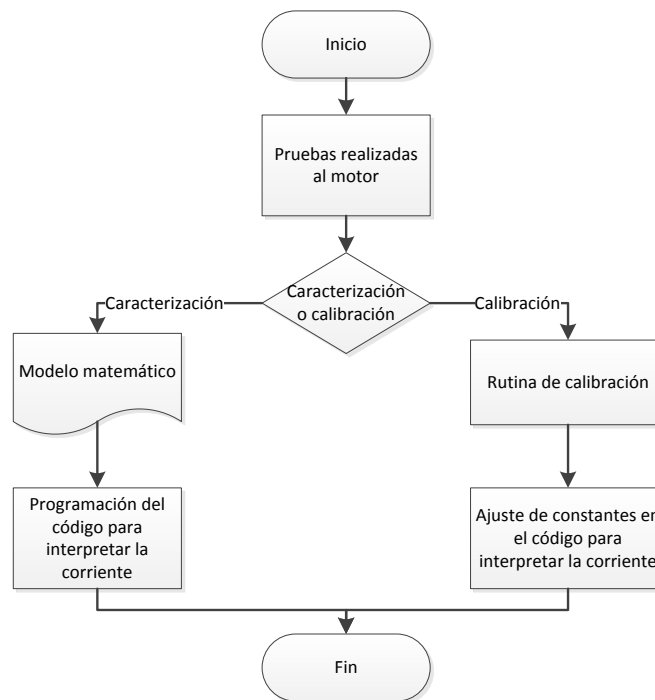 Inicio
Pruebas realizadas
al motor
Caracterización
o calibración
Caracterización
Calibración
Modelo matemático
Rutina de calibración
Programación del
código para
interpretar la
corriente
Ajuste de constantes en
el código para
interpretar la corriente
Fin